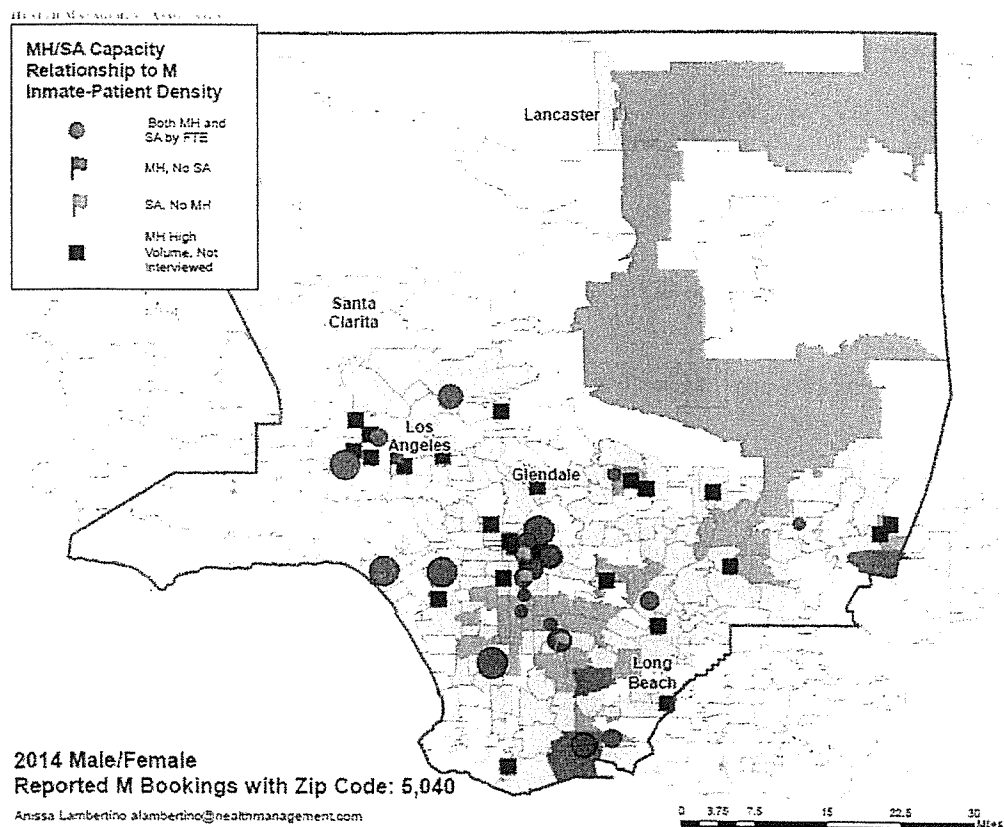 MH/SA Capacity
Relationship to M
Inmate-Patient Density
Both MH and
SA by FTE
MH, No SA
SA, No MH
MH High
Volume, Not
Interviewed
Lancaster
Santa
Clarita
Los
Angeles
Glendale
Long
Beach
2014 Male/Female
Reported M Bookings with Zip Code: 5,040
Anissa Lambertino alambertino@healthmanagement.com
0 3.75 7.5 15 22.5 30
Miles